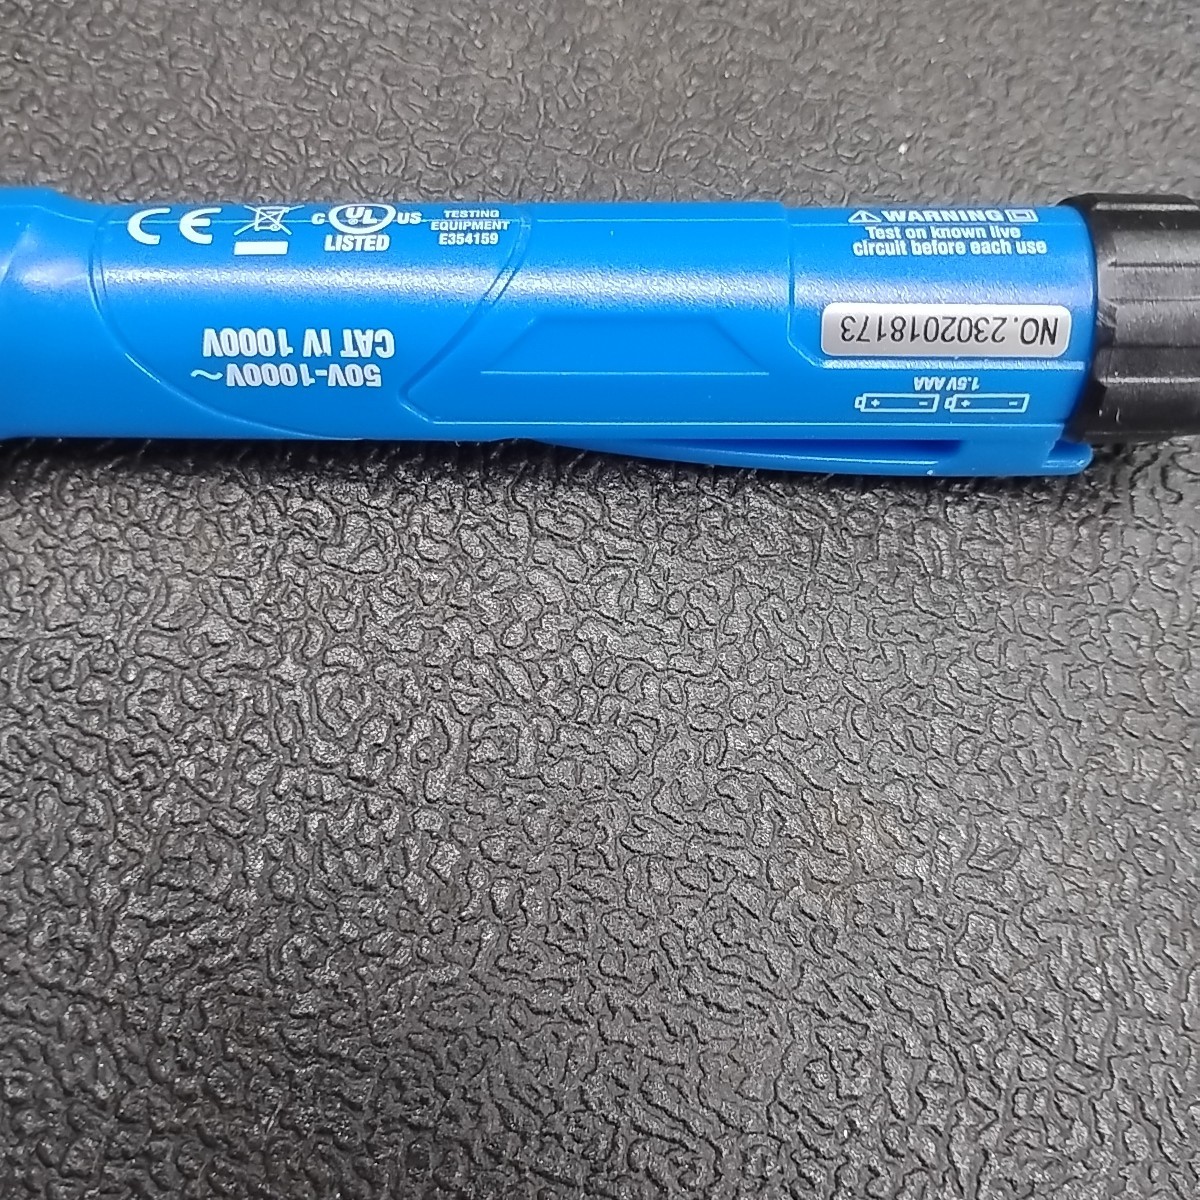 CE
C UL US
LISTED
TESTING
EQUIPMENT
E354159
WARNING
Test on known live
circuit before each use
50V-1000V~
CAT IV 1000V
NO.2302018173
1.5V AAA
- + - +